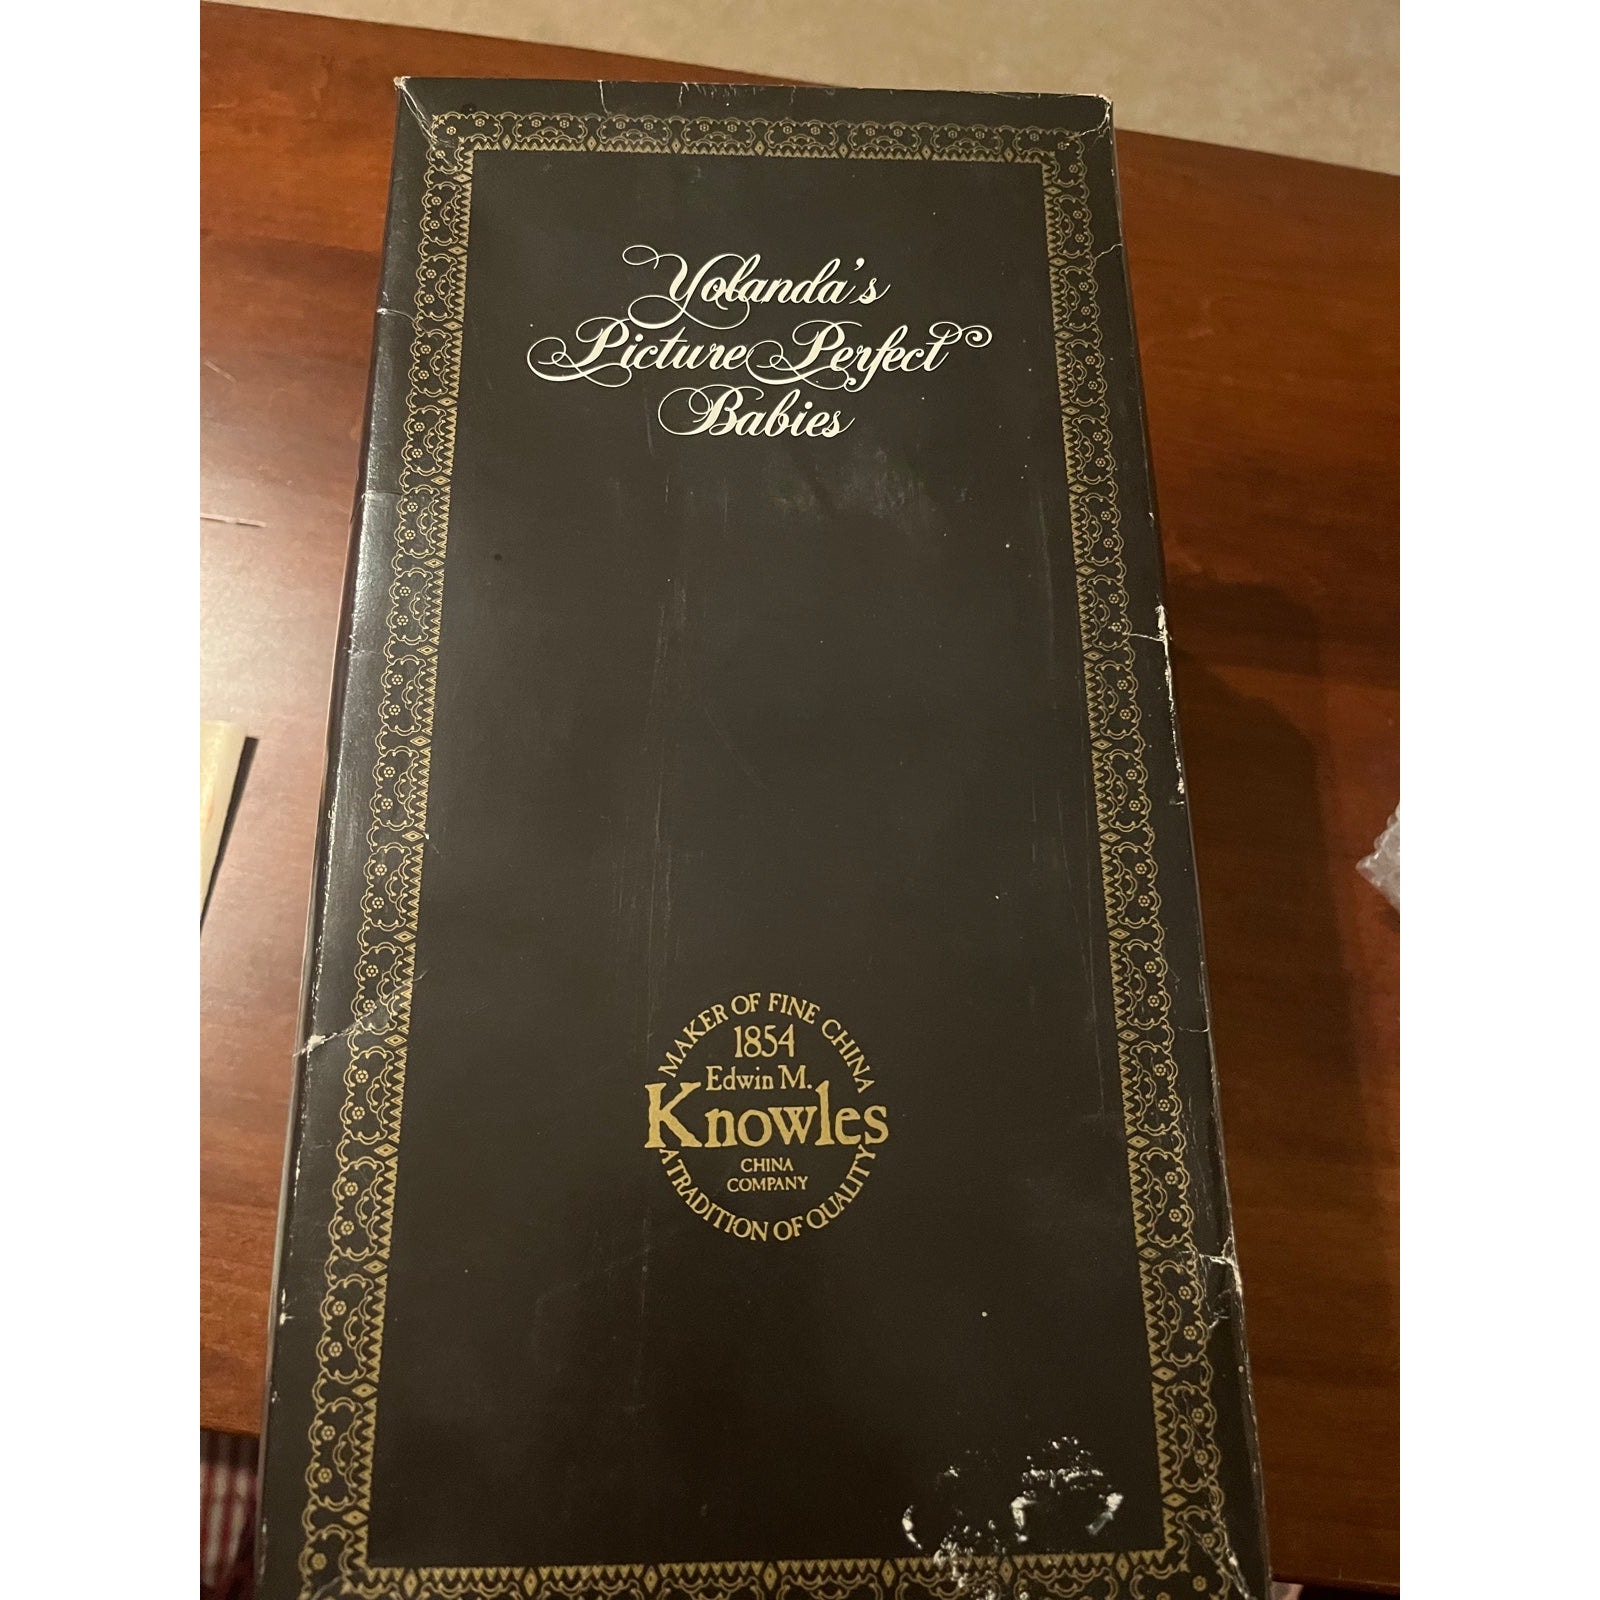 Yolanda's
Picture Perfect
Babies
MAKER OF FINE CHINA
1854
Edwin M.
Knowles
CHINA
COMPANY
A TRADITION OF QUALITY